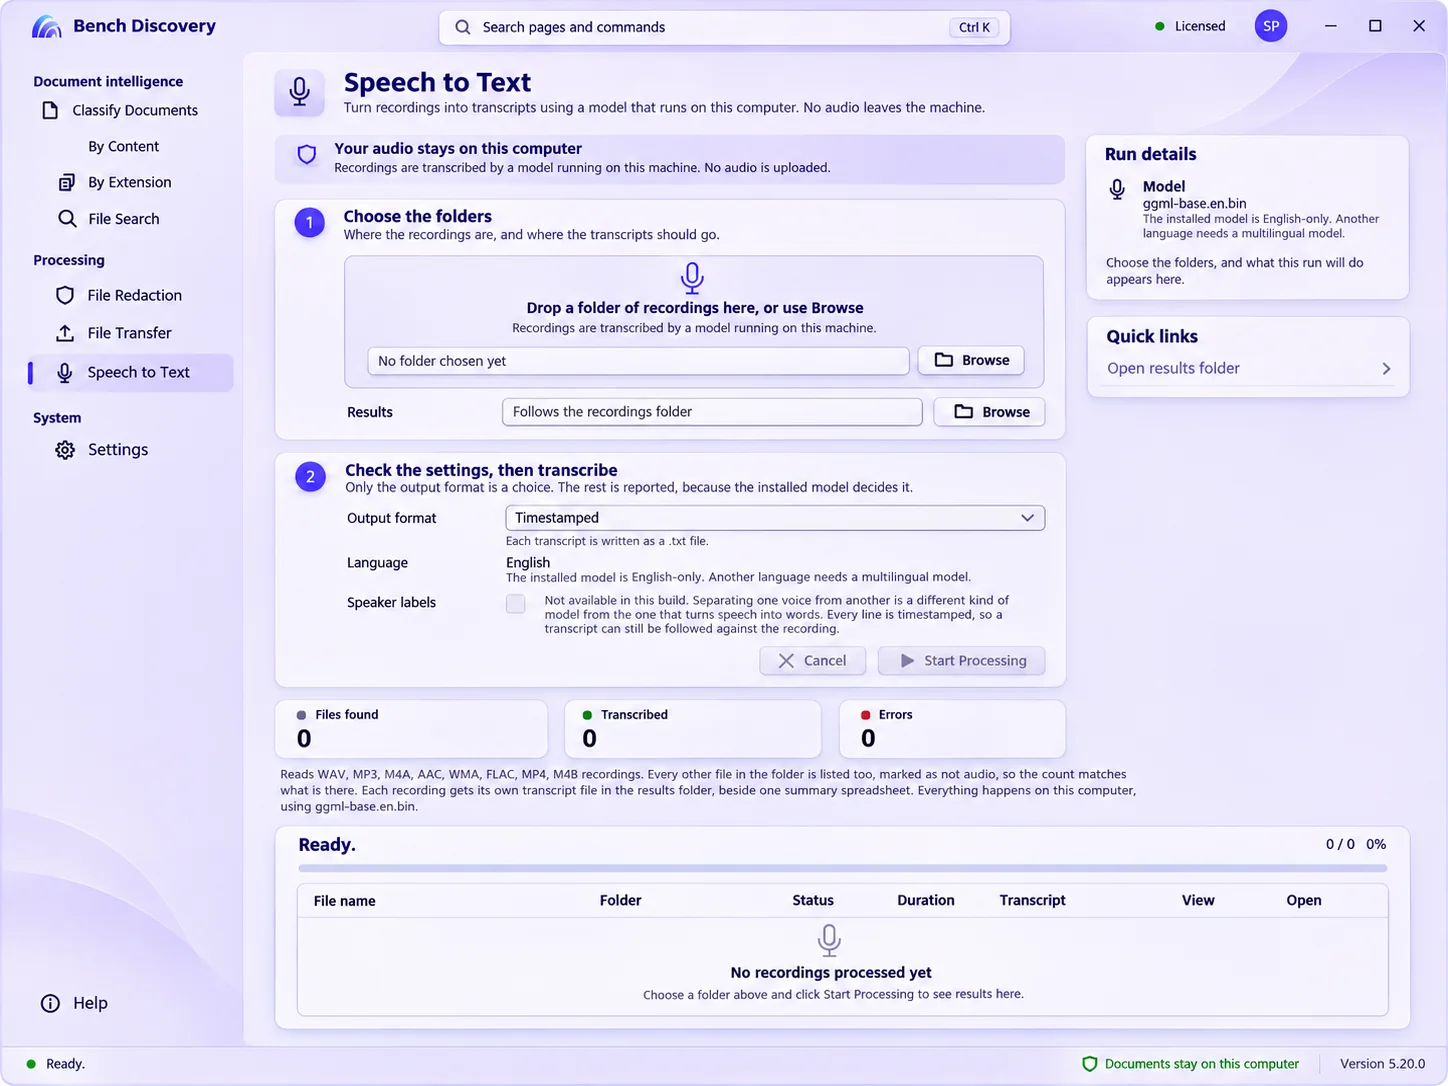 Bench Discovery
Search pages and commands
Ctrl K
Licensed
SP
Document intelligence
Classify Documents
By Content
By Extension
File Search
Processing
File Redaction
File Transfer
Speech to Text
System
Settings
Help
Speech to Text
Turn recordings into transcripts using a model that runs on this computer. No audio leaves the machine.
Your audio stays on this computer
Recordings are transcribed by a model running on this machine. No audio is uploaded.
1
Choose the folders
Where the recordings are, and where the transcripts should go.
Drop a folder of recordings here, or use Browse
Recordings are transcribed by a model running on this machine.
No folder chosen yet
Browse
Results
Follows the recordings folder
Browse
2
Check the settings, then transcribe
Only the output format is a choice. The rest is reported, because the installed model decides it.
Output format
Timestamped
Each transcript is written as a .txt file.
Language
English
The installed model is English-only. Another language needs a multilingual model.
Speaker labels
Not available in this build. Separating one voice from another is a different kind of
model from the one that turns speech into words. Every line is timestamped, so a
transcript can still be followed against the recording.
Cancel
Start Processing
Run details
Model
ggml-base.en.bin
The installed model is English-only. Another
language needs a multilingual model.
Choose the folders, and what this run will do
appears here.
Quick links
Open results folder
Files found
0
Transcribed
0
Errors
0
Reads WAV, MP3, M4A, AAC, WMA, FLAC, MP4, M4B recordings. Every other file in the folder is listed too, marked as not audio, so the count matches
what is there. Each recording gets its own transcript file in the results folder, beside one summary spreadsheet. Everything happens on this computer,
using ggml-base.en.bin.
Ready.
0 / 0 0%
File name
Folder
Status
Duration
Transcript
View
Open
No recordings processed yet
Choose a folder above and click Start Processing to see results here.
Ready.
Documents stay on this computer
Version 5.20.0